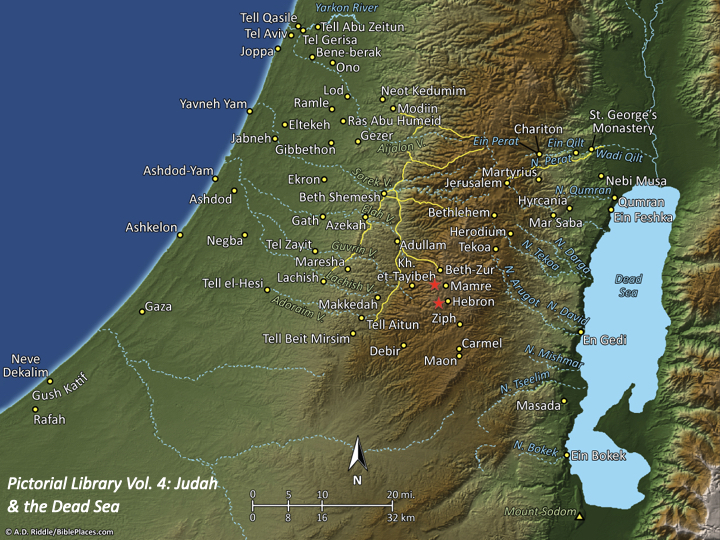 Yarkon River
Tell Qasile
Tell Abu Zeitun
Tel Aviv
Tel Gerisa
Joppa
Bene-berak
Ono
Lod
Neot Kedumim
Yavneh Yam
Ramle
Modiin
St. George's
Monastery
Eltekeh
Ras Abu Humeid
Chariton
Jabneh
Gezer
Ein Perat
Ein Qilt
Gibbethon
Aijalon V.
N. Perat
Wadi Qilt
Ashdod-Yam
Ekron
Sorek V.
Martyrius
Jerusalem
Nebi Musa
N. Qumran
Ashdod
Beth Shemesh
Hyrcania
Qumran
Gath
Elah V.
Bethlehem
Mar Saba
Ein Feshka
Azekah
Ashkelon
Negba
Herodium
Tel Zayit
Guvrin V.
Adullam
Tekoa
N. Tekoa
N. Daraga
Maresha
Kh.
et-Tayibeh
Beth-Zur
Dead
Sea
Tell el-Hesi
Lachish
Lachish V.
Mamre
N. Arugot
Adoraim V.
Makkedah
Hebron
N. David
Gaza
Tell Aitun
Ziph
Tell Beit Mirsim
En Gedi
Debir
Carmel
Maon
N. Mishmar
Neve
Dekalim
Gush Katif
N. Tseelim
Rafah
Masada
N. Bokek
Ein Bokek
N
Pictorial Library Vol. 4: Judah
& the Dead Sea
0 5 10 20 mi.
0 8 16 32 km
Mount Sodom
© A.D. Riddle/BiblePlaces.com